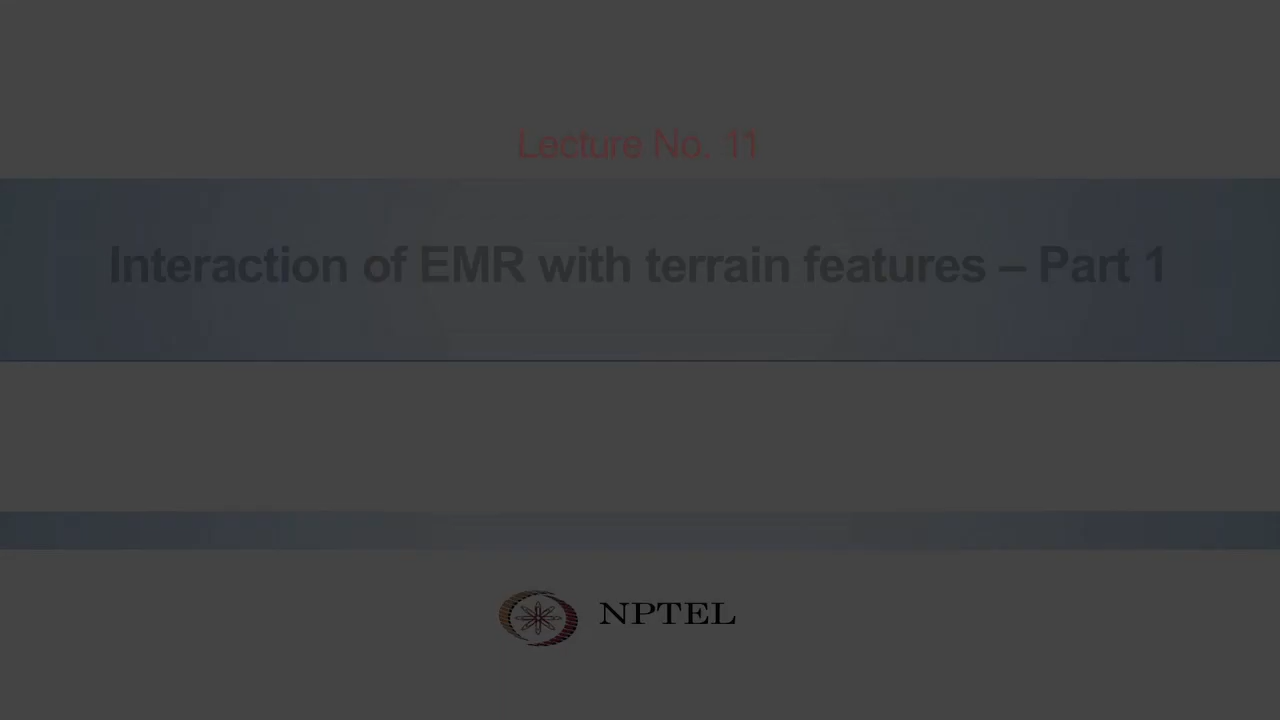 Lecture No. 11
Interaction of EMR with terrain features – Part 1
NPTEL